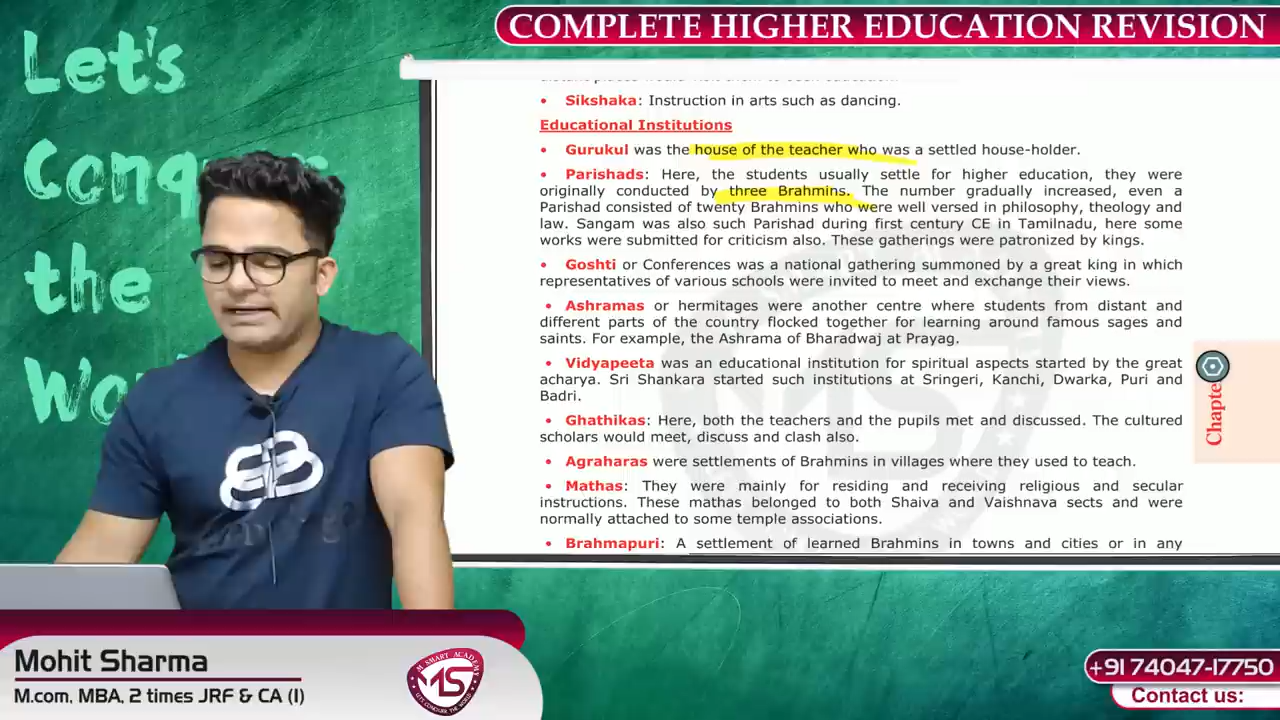 COMPLETE HIGHER EDUCATION REVISION
Let's
the
• Sikshaka: Instruction in arts such as dancing.
Educational Institutions
• Gurukul was the house of the teacher who was a settled house-holder.
• Parishads: Here, the students usually settle for higher education, they were
originally conducted by three Brahmins. The number gradually increased, even a
Parishad consisted of twenty Brahmins who were well versed in philosophy, theology and
law. Sangam was also such Parishad during first century CE in Tamilnadu, here some
works were submitted for criticism also. These gatherings were patronized by kings.
• Goshti or Conferences was a national gathering summoned by a great king in which
representatives of various schools were invited to meet and exchange their views.
• Ashramas or hermitages were another centre where students from distant and
different parts of the country flocked together for learning around famous sages and
saints. For example, the Ashrama of Bharadwaj at Prayag.
• Vidyapeeta was an educational institution for spiritual aspects started by the great
acharya. Sri Shankara started such institutions at Sringeri, Kanchi, Dwarka, Puri and
Badri.
• Ghathikas: Here, both the teachers and the pupils met and discussed. The cultured
scholars would meet, discuss and clash also.
• Agraharas were settlements of Brahmins in villages where they used to teach.
• Mathas: They were mainly for residing and receiving religious and secular
instructions. These mathas belonged to both Shaiva and Vaishnava sects and were
normally attached to some temple associations.
• Brahmapuri: A settlement of learned Brahmins in towns and cities or in any
Chapte
Mohit Sharma
M.com, MBA, 2 times JRF & CA (I)
M SMART ACADEMY
MS
+91 74047-17750
Contact us: